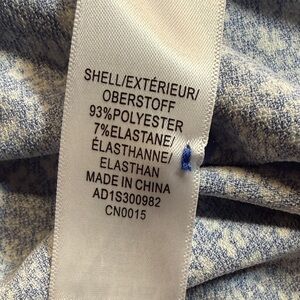 SHELL/EXTÉRIEUR/
OBERSTOFF
93%POLYESTER
7%ELASTANE/
ÉLASTHANNE/
ELASTHAN
MADE IN CHINA
AD1S300982
CN0015